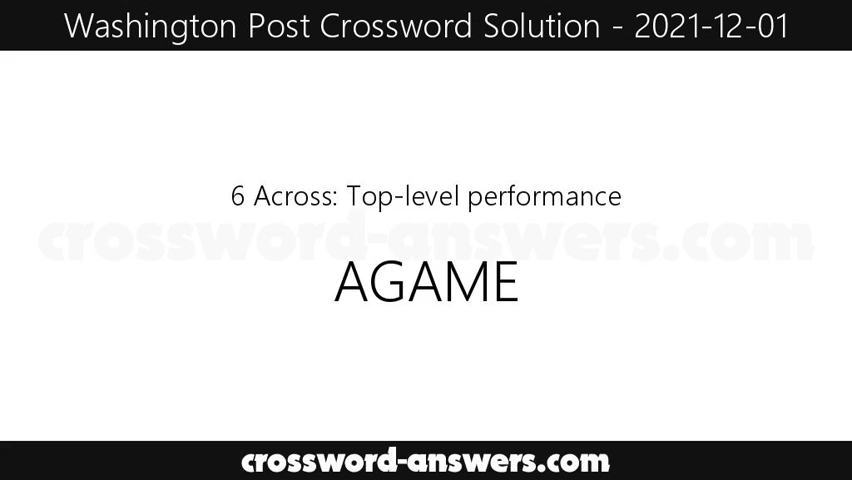 Washington Post Crossword Solution - 2021-12-01
6 Across: Top-level performance
crossword-answers.com
AGAME
crossword-answers.com